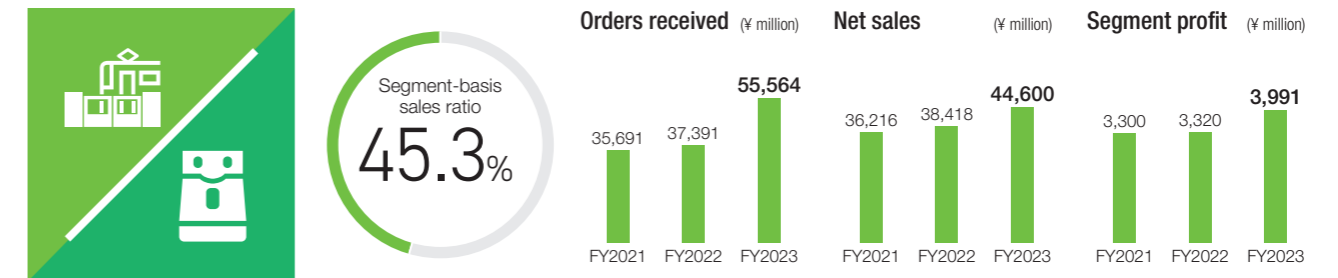 Segment-basis
sales ratio
45.3%
Orders received (¥ million)
55,564
35,691
37,391
FY2021 FY2022 FY2023
Net sales (¥ million)
44,600
36,216
38,418
FY2021 FY2022 FY2023
Segment profit (¥ million)
3,991
3,300
3,320
FY2021 FY2022 FY2023